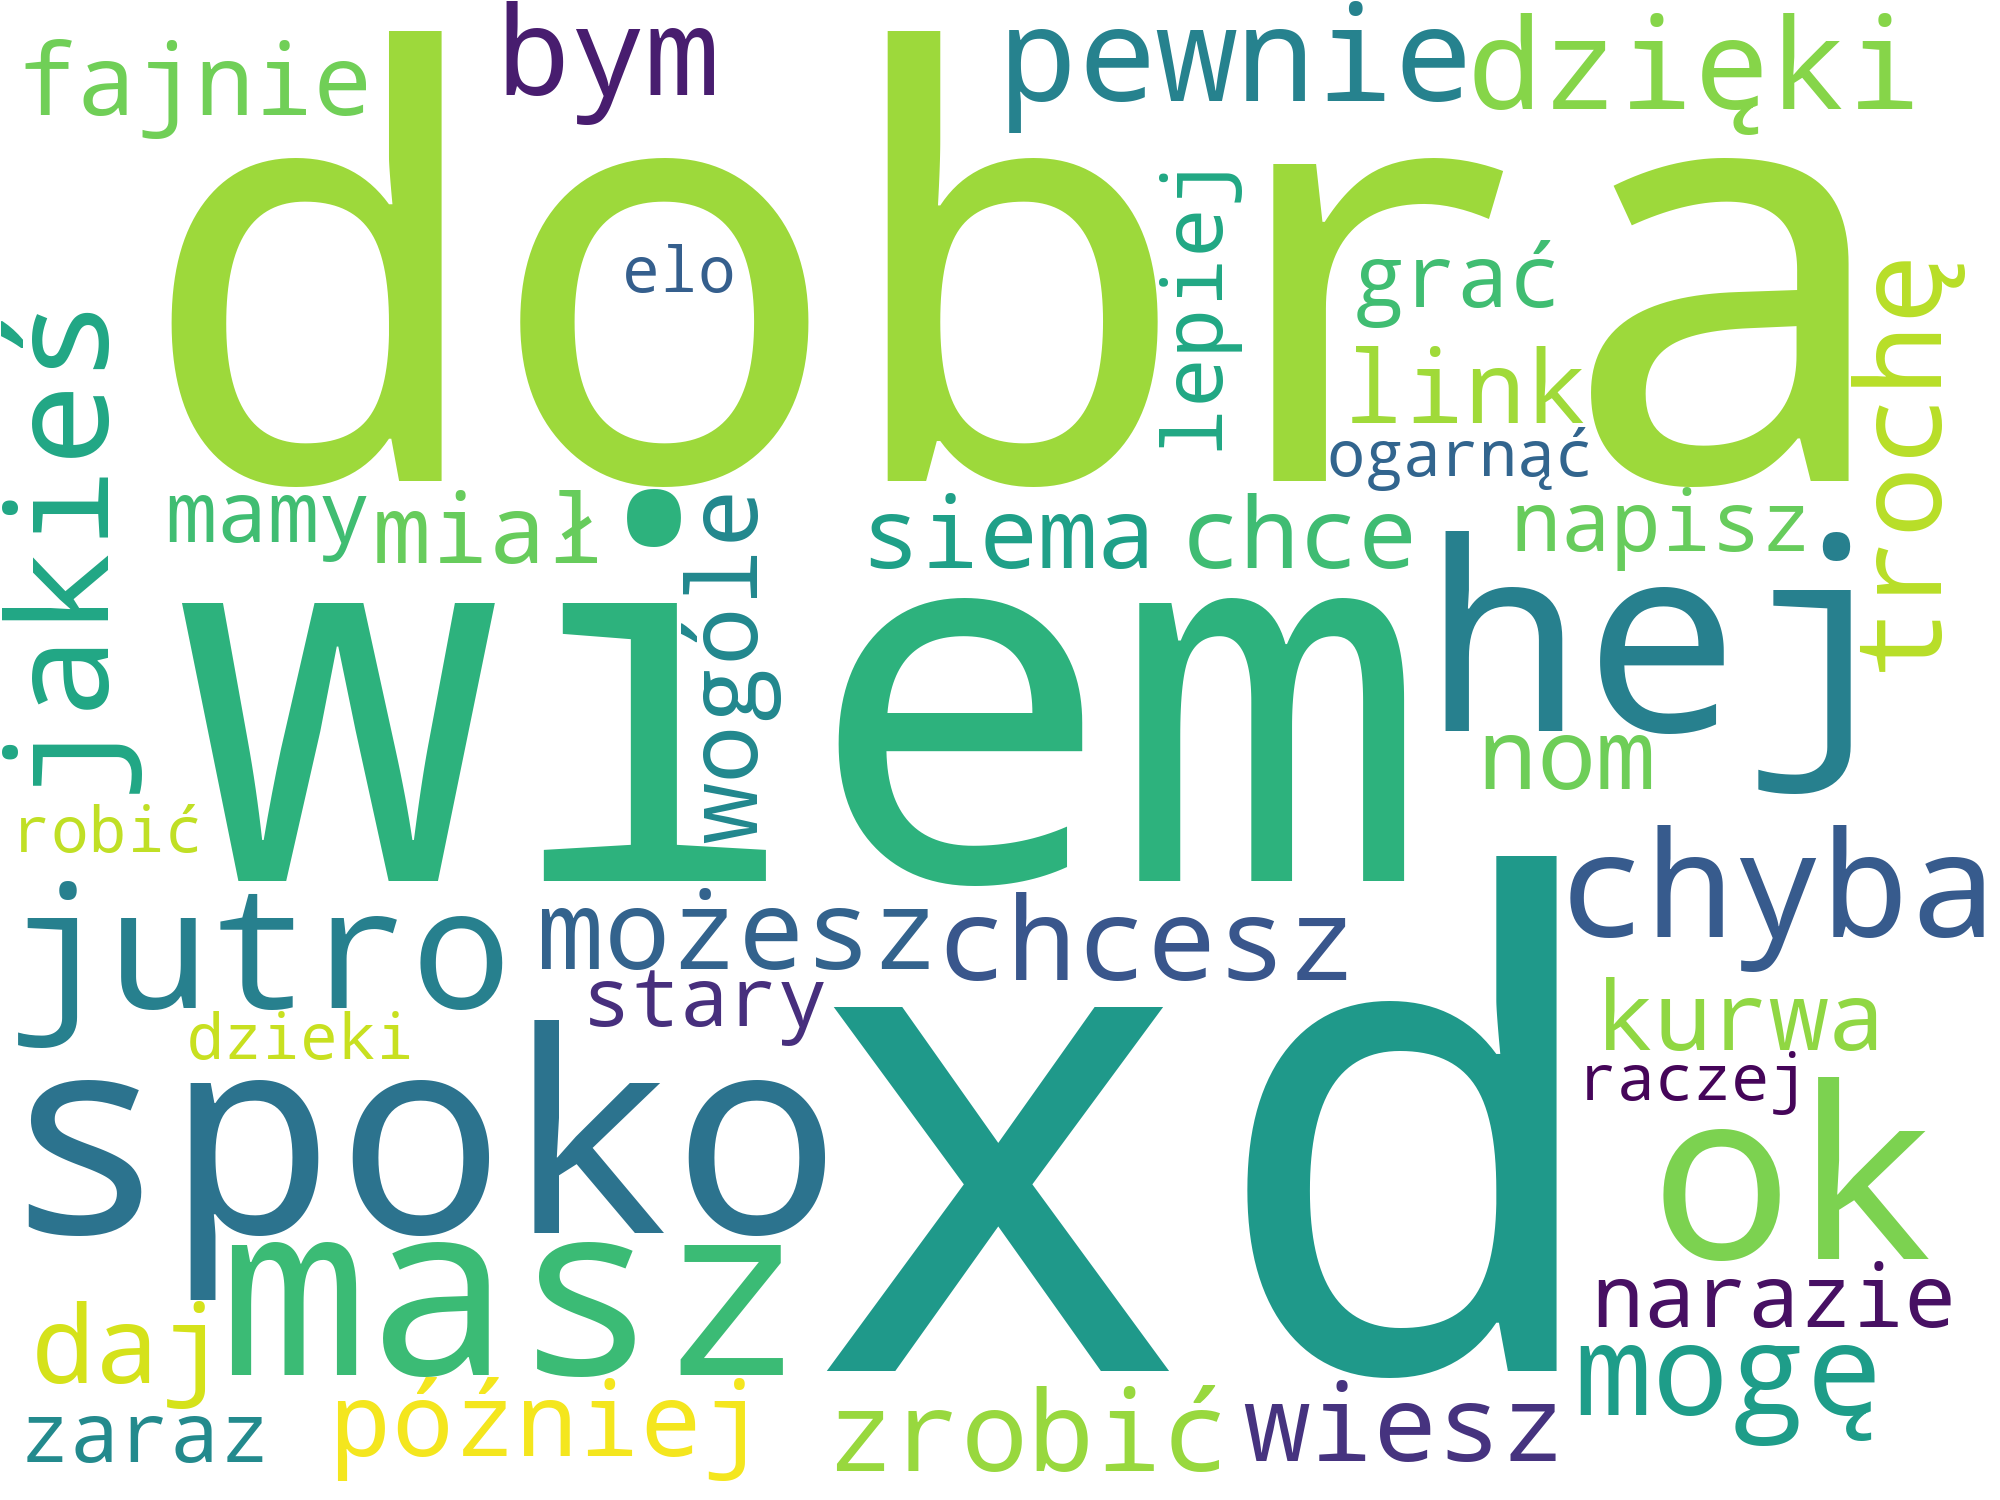 fajnie
bym
pewnie
dzięki
dobra
elo
lepiej
grać
link
ogarnąć
trochę
jakieś
mamy
miał
wogóle
siema
chce
napisz
wiem
hej
nom
robić
jutro
możesz
chcesz
chyba
stary
dzieki
kurwa
raczej
spoko
xd
ok
masz
narazie
daj
mogę
zaraz
później
zrobić
wiesz